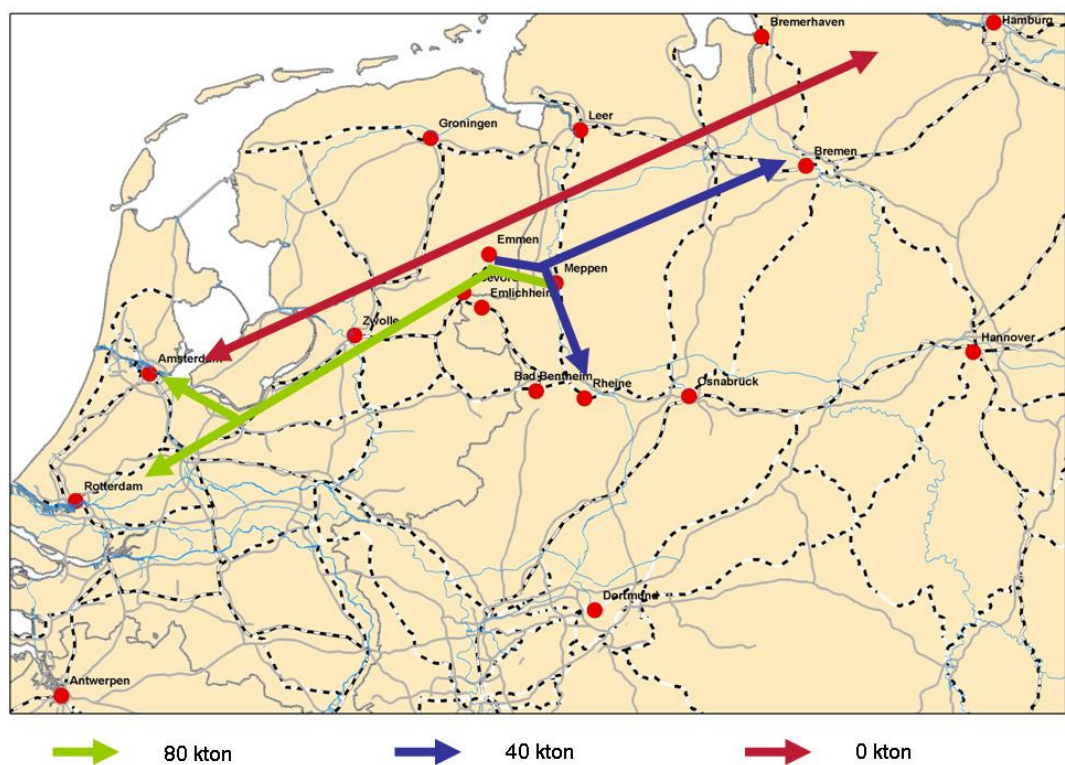 Bremerhaven
Hamburg
Leer
Groningen
Bremen
Emmen
Meppen
Emlichheim
Zwolle
Hannover
Amsterdam
Bad Bentheim
Rheine
Osnabrück
Rotterdam
Dortmund
Antwerpen
80 kton
40 kton
0 kton